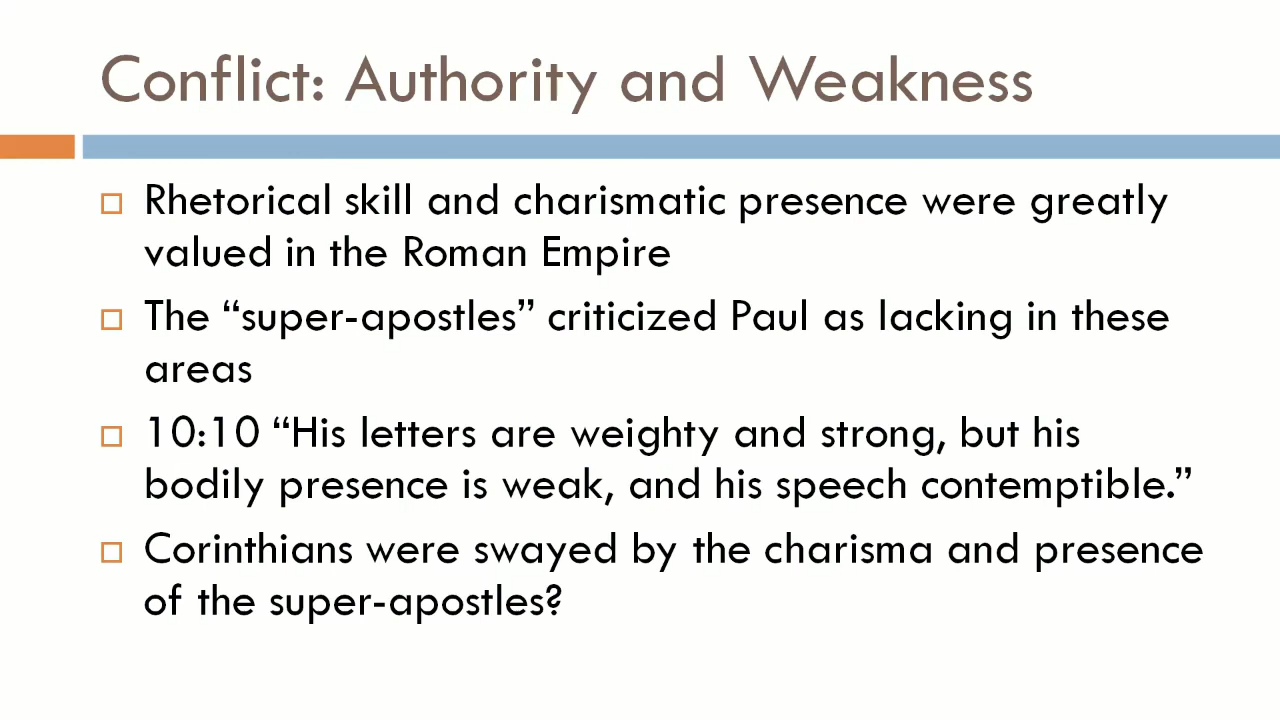 Conflict: Authority and Weakness
Rhetorical skill and charismatic presence were greatly
valued in the Roman Empire
The “super-apostles” criticized Paul as lacking in these
areas
10:10 “His letters are weighty and strong, but his
bodily presence is weak, and his speech contemptible.”
Corinthians were swayed by the charisma and presence
of the super-apostles?